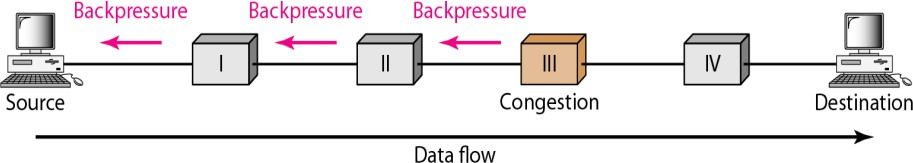 Backpressure
Backpressure
Backpressure
I
II
III
IV
Source
Congestion
Destination
Data flow